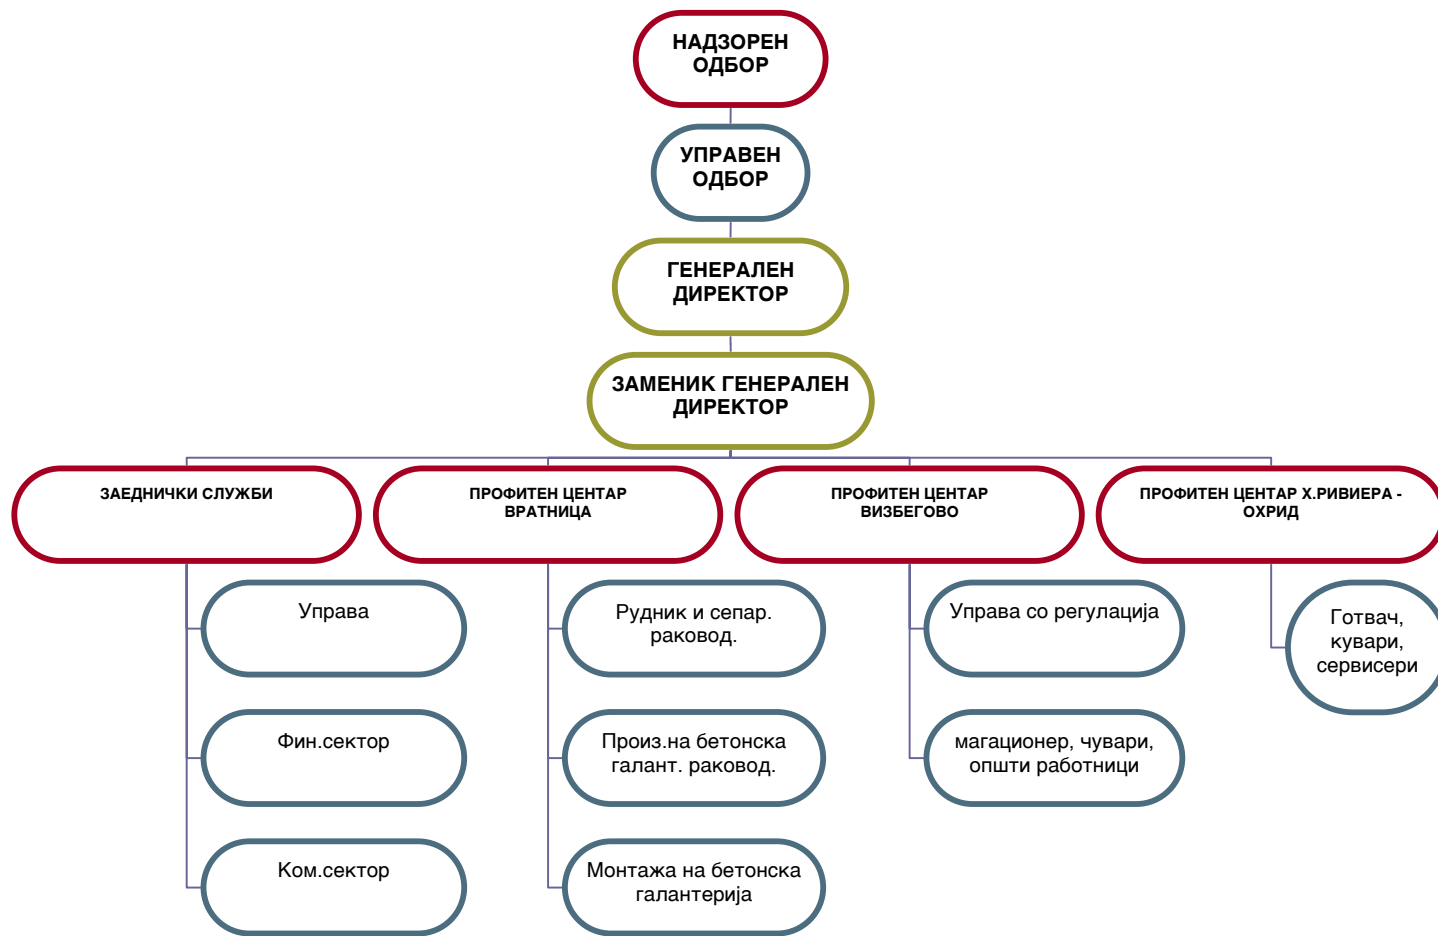 НАДЗОРЕН
ОДБОР
УПРАВЕН
ОДБОР
ГЕНЕРАЛЕН
ДИРЕКТОР
ЗАМЕНИК ГЕНЕРАЛЕН
ДИРЕКТОР
ЗАЕДНИЧКИ СЛУЖБИ
ПРОФИТЕН ЦЕНТАР
ВРАТНИЦА
ПРОФИТЕН ЦЕНТАР
ВИЗБЕГОВО
ПРОФИТЕН ЦЕНТАР Х.РИВИЕРА -
ОХРИД
Управа
Фин.сектор
Ком.сектор
Рудник и сепар.
раковод.
Произ.на бетонска
галант. раковод.
Монтажа на бетонска
галантерија
Управа со регулација
магационер, чувари,
општи работници
Готвач,
кувари,
сервисери